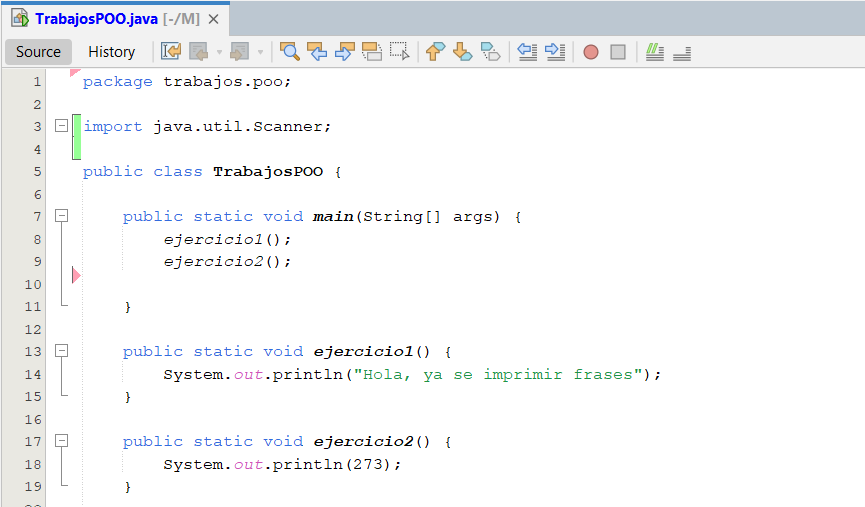 TrabajosPOO.java [-/M]
Source History
1 package trabajos.poo;
2
3 import java.util.Scanner;
4
5 public class TrabajosPOO {
6
7 public static void main(String[] args) {
8 ejercicio1();
9 ejercicio2();
10
11 }
12
13 public static void ejercicio1() {
14 System.out.println("Hola, ya se imprimir frases");
15 }
16
17 public static void ejercicio2() {
18 System.out.println(273);
19 }